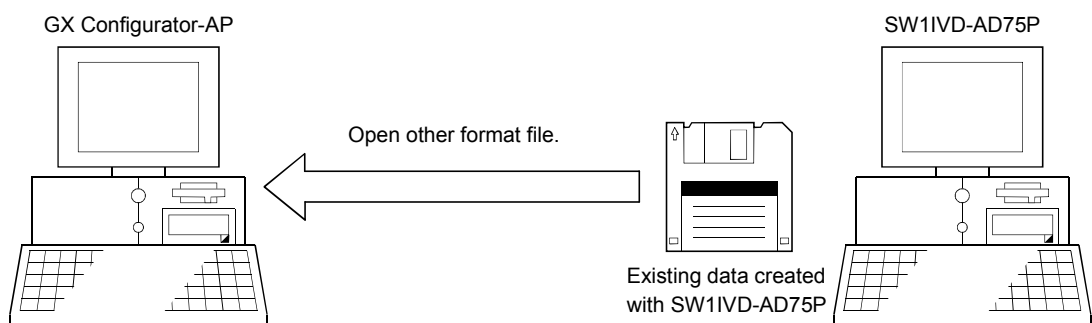 GX Configurator-AP
SW1IVD-AD75P
Open other format file.
Existing data created
with SW1IVD-AD75P